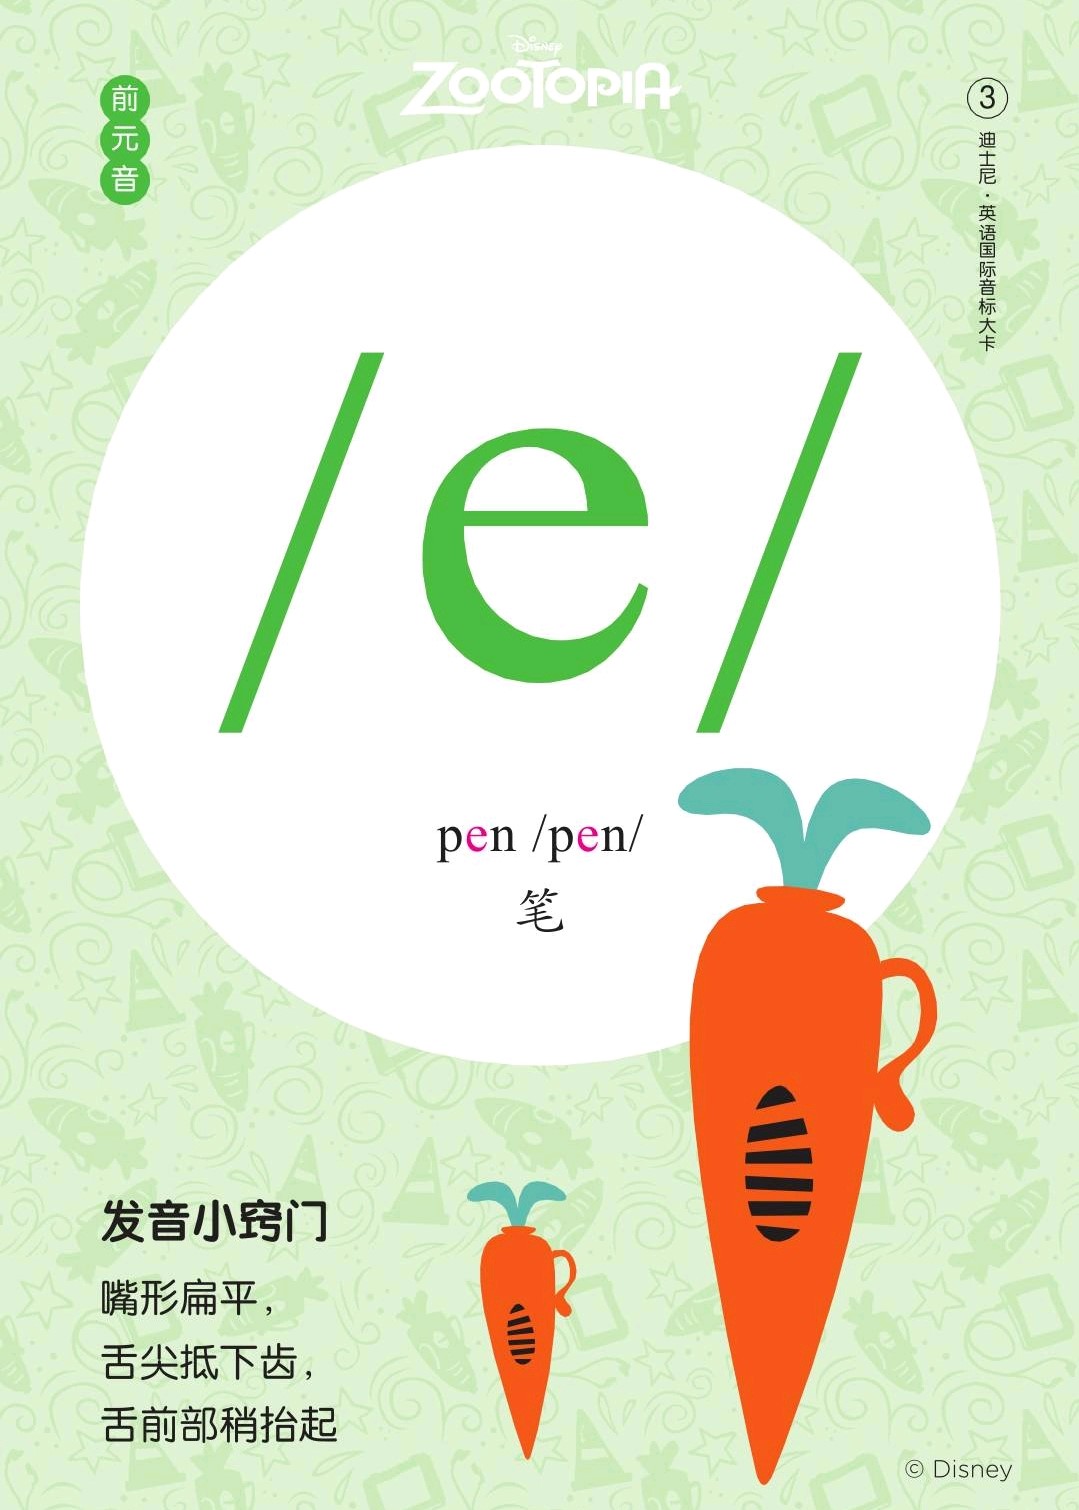 Disney
ZOOTOPIA
前元音
3
迪士尼·英语国际音标大卡
/e/
pen /pen/
笔
发音小窍门
嘴形扁平，
舌尖抵下齿，
舌前部稍抬起
© Disney